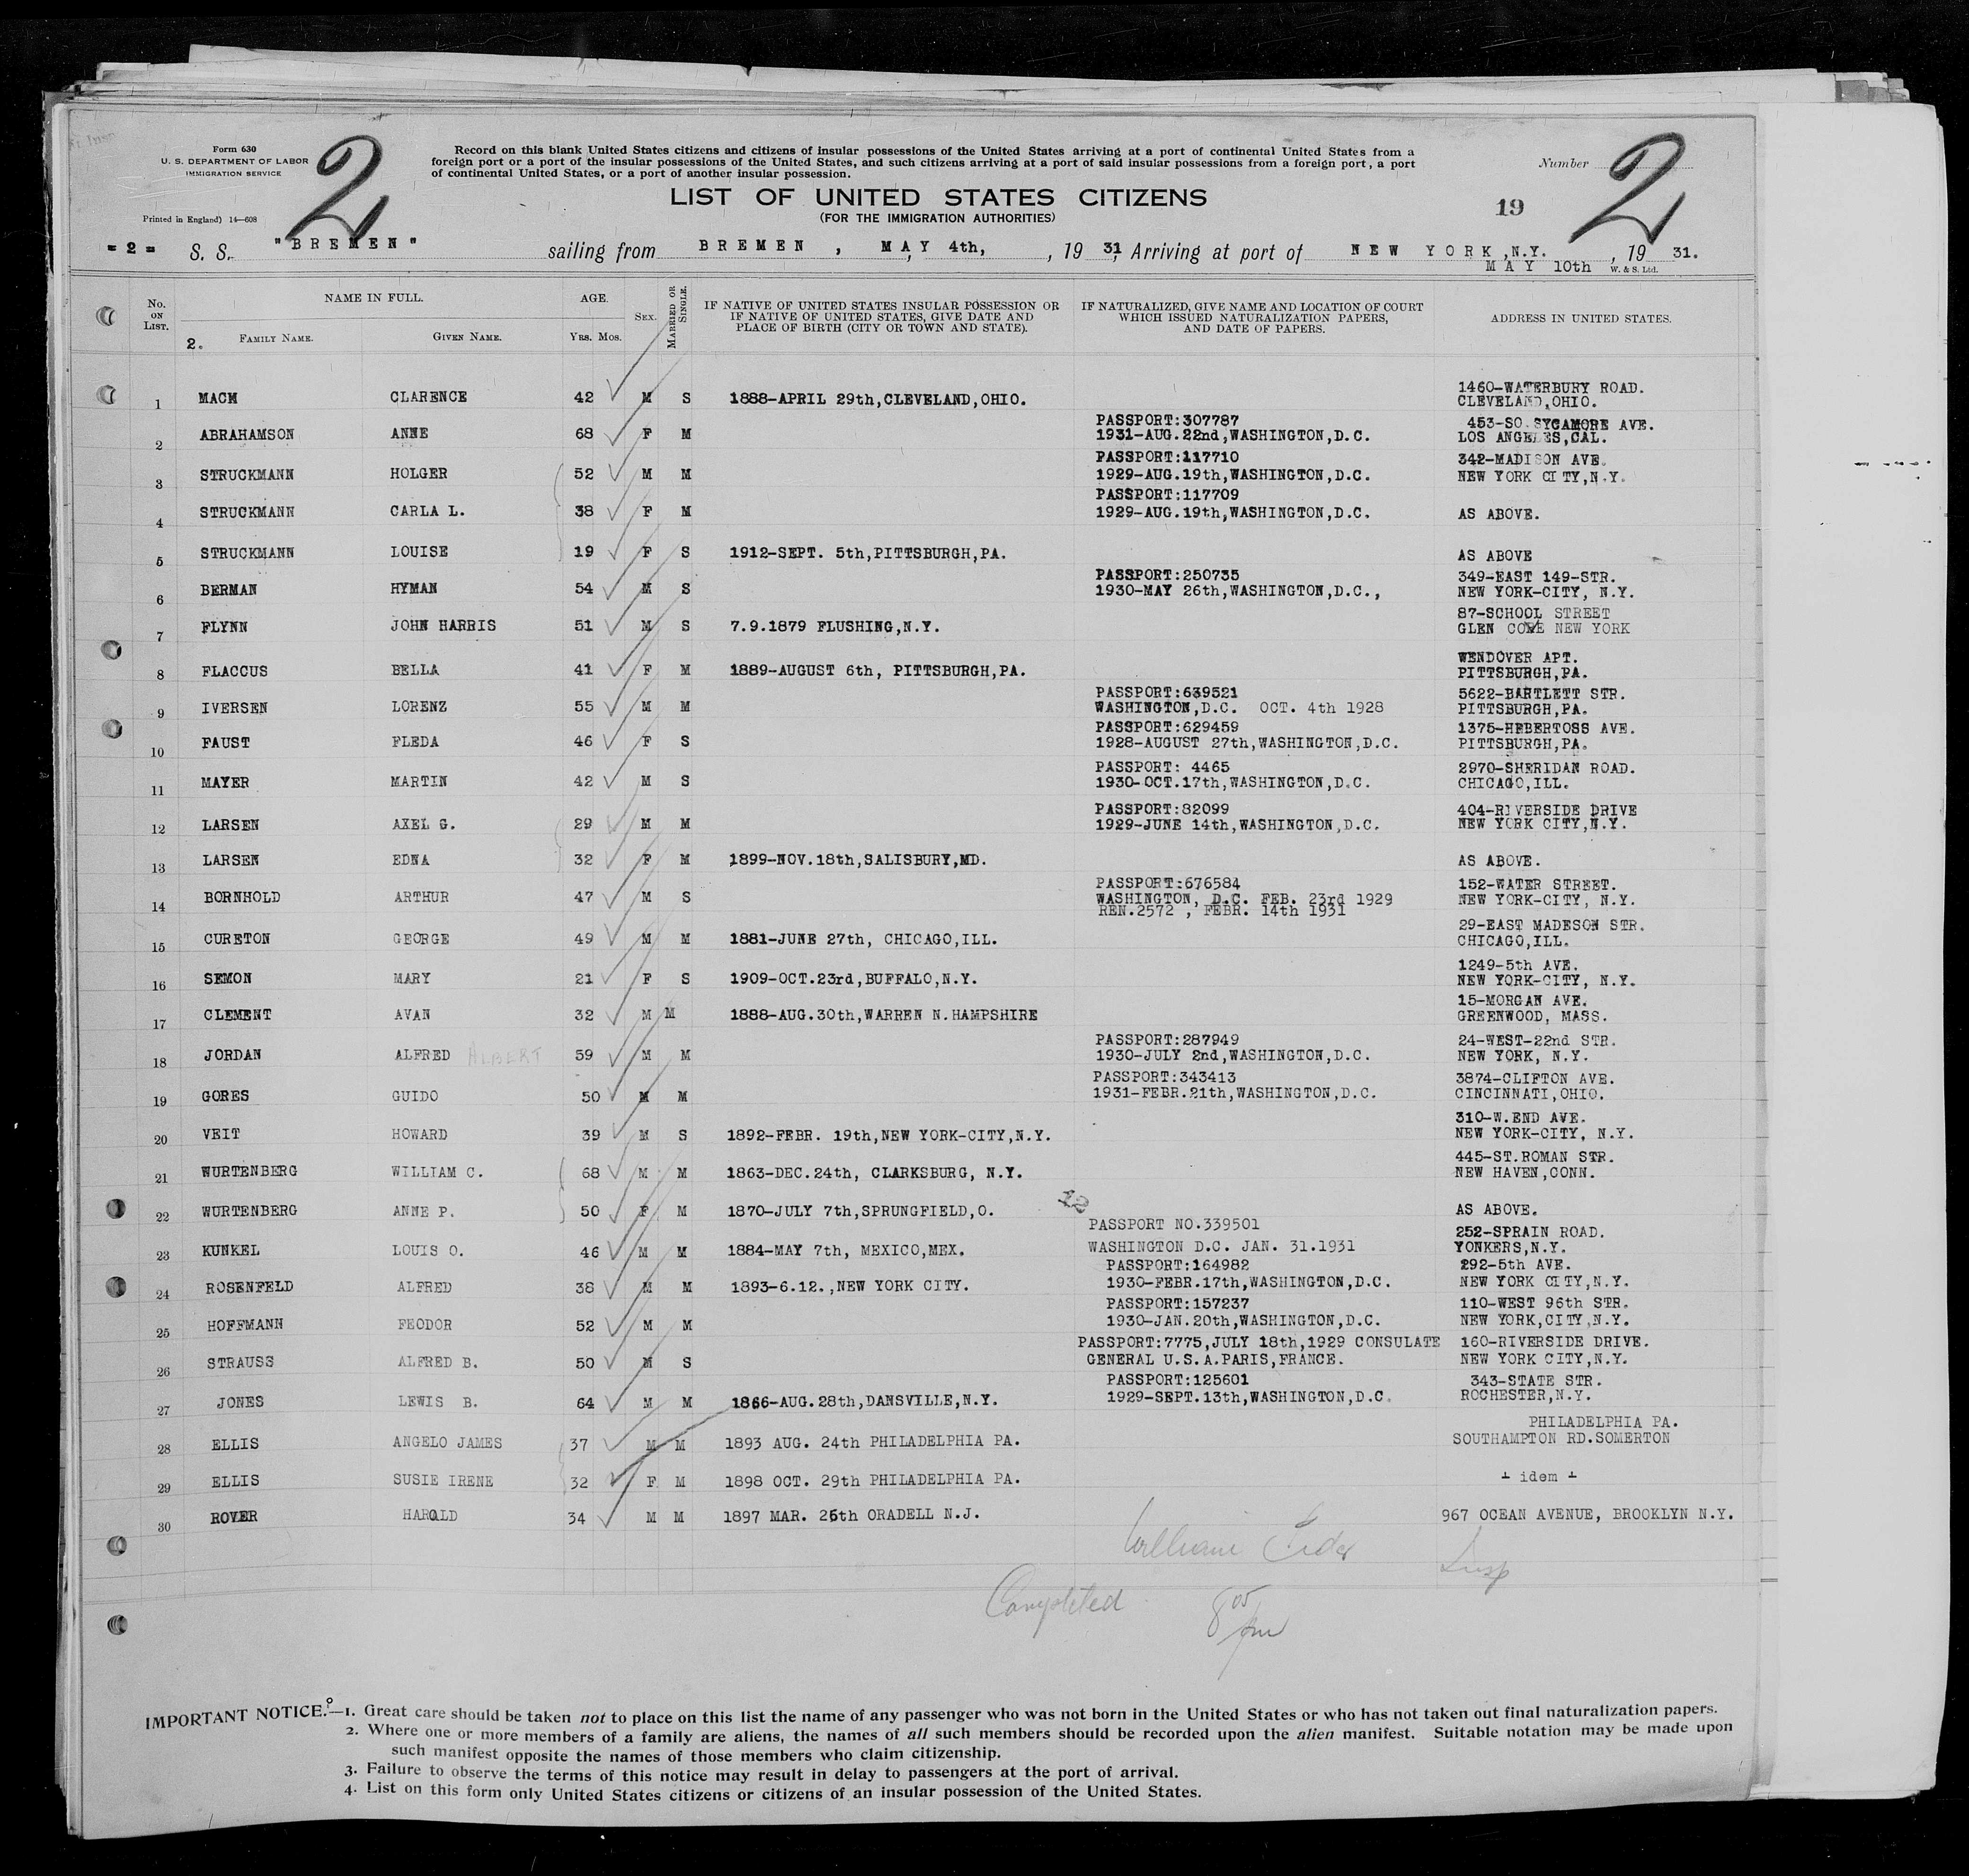 Form 630
U. S. DEPARTMENT OF LABOR
IMMIGRATION SERVICE
Printed in England) 14—608
2
Record on this blank United States citizens and citizens of insular possessions of the United States arriving at a port of continental United States from a
foreign port or a port of the insular possessions of the United States, and such citizens arriving at a port of said insular possessions from a foreign port, a port
of continental United States, or a port of another insular possession.
LIST OF UNITED STATES CITIZENS
(FOR THE IMMIGRATION AUTHORITIES)
Number
2
19
= 2 = S. S. "BREMEN" sailing from BREMEN , MAY 4th, , 19 31, Arriving at port of NEW YORK,N.Y. , 19 31.
MAY 10th W. & S. Ltd.
No. ON LIST. NAME IN FULL. AGE. SEX. MARRIED OR SINGLE. IF NATIVE OF UNITED STATES INSULAR POSSESSION OR IF NATIVE OF UNITED STATES, GIVE DATE AND PLACE OF BIRTH (CITY OR TOWN AND STATE). IF NATURALIZED, GIVE NAME AND LOCATION OF COURT WHICH ISSUED NATURALIZATION PAPERS, AND DATE OF PAPERS. ADDRESS IN UNITED STATES.
2. FAMILY NAME. GIVEN NAME. YRS. MOS.
1460-WATERBURY ROAD.
1 MACK CLARENCE 42 M S 1888-APRIL 29th,CLEVELAND,OHIO. CLEVELAND,OHIO.
PASSPORT:307787 453-SO.SYCAMORE AVE.
2 ABRAHAMSON ANNE 68 F M 1931-AUG.22nd,WASHINGTON,D.C. LOS ANGELES,CAL.
PASSPORT:117710 342-MADISON AVE.
3 STRUCKMANN HOLGER 52 M M 1929-AUG.19th,WASHINGTON,D.C. NEW YORK CITY,N.Y.
PASSPORT:117709
4 STRUCKMANN CARLA L. 38 F M 1929-AUG.19th,WASHINGTON,D.C. AS ABOVE.
5 STRUCKMANN LOUISE 19 F S 1912-SEPT. 5th,PITTSBURGH,PA. AS ABOVE
PASSPORT:250735 349-EAST 149-STR.
6 BERMAN HYMAN 54 M S 1930-MAY 26th,WASHINGTON,D.C., NEW YORK-CITY, N.Y.
87-SCHOOL STREET
7 FLYNN JOHN HARRIS 51 M S 7.9.1879 FLUSHING,N.Y. GLEN COVE NEW YORK
WENDOVER APT.
8 FLACCUS BELLA 41 F M 1889-AUGUST 6th, PITTSBURGH,PA. PITTSBURGH,PA.
PASSPORT:639521 5622-BARTLETT STR.
9 IVERSEN LORENZ 55 M M WASHINGTON,D.C. OCT. 4th 1928 PITTSBURGH,PA.
PASSPORT:629459 1375-HEBERTOSS AVE.
10 FAUST FLEDA 46 F S 1928-AUGUST 27th,WASHINGTON,D.C. PITTSBURGH,PA.
PASSPORT: 4465 2970-SHERIDAN ROAD.
11 MAYER MARTIN 42 M S 1930-OCT.17th,WASHINGTON,D.C. CHICAGO,ILL.
PASSPORT:82099 404-RIVERSIDE DRIVE
12 LARSEN AXEL G. 29 M M 1929-JUNE 14th,WASHINGTON,D.C. NEW YORK CITY,N.Y.
13 LARSEN EDNA 32 F M 1899-NOV.18th,SALISBURY,MD. AS ABOVE.
PASSPORT:676584 152-WATER STREET.
14 BORNHOLD ARTHUR 47 M S WASHINGTON, D.C. FEB. 23rd 1929 NEW YORK-CITY, N.Y.
REN.2572 , FEBR. 14th 1931
29-EAST MADESON STR.
15 CURETON GEORGE 49 M M 1881-JUNE 27th, CHICAGO,ILL. CHICAGO,ILL.
1249-5th AVE.
16 SEMON MARY 21 F S 1909-OCT.23rd,BUFFALO,N.Y. NEW YORK-CITY, N.Y.
15-MORGAN AVE.
17 CLEMENT AVAN 32 M M 1888-AUG.30th,WARREN N.HAMPSHIRE GREENWOOD, MASS.
PASSPORT:287949 24-WEST-22nd STR.
18 JORDAN ALFRED ALBERT 59 M M 1930-JULY 2nd,WASHINGTON,D.C. NEW YORK, N.Y.
PASSPORT:343413 3874-CLIFTON AVE.
19 GORES GUIDO 50 M M 1931-FEBR.21th,WASHINGTON,D.C. CINCINNATI,OHIO.
310-W.END AVE.
20 VEIT HOWARD 39 M S 1892-FEBR. 19th,NEW YORK-CITY,N.Y. NEW YORK-CITY, N.Y.
445-ST.ROMAN STR.
21 WURTENBERG WILLIAM C. 68 M M 1863-DEC.24th, CLARKSBURG, N.Y. NEW HAVEN,CONN.
12
22 WURTENBERG ANNE P. 50 F M 1870-JULY 7th,SPRUNGFIELD,O. AS ABOVE.
PASSPORT NO.339501 252-SPRAIN ROAD.
23 KUNKEL LOUIS O. 46 M M 1884-MAY 7th, MEXICO,MEX. WASHINGTON D.C. JAN. 31.1931 YONKERS,N.Y.
PASSPORT:164982 292-5th AVE.
24 ROSENFELD ALFRED 38 M M 1893-6.12.,NEW YORK CITY. 1930-FEBR.17th,WASHINGTON,D.C. NEW YORK CITY,N.Y.
PASSPORT:157237 110-WEST 96th STR.
25 HOFFMANN FEODOR 52 M M 1930-JAN.20th,WASHINGTON,D.C. NEW YORK,CITY,N.Y.
PASSPORT:7775,JULY 18th,1929 CONSULATE 160-RIVERSIDE DRIVE.
26 STRAUSS ALFRED B. 50 M S GENERAL U.S.A.PARIS,FRANCE. NEW YORK CITY,N.Y.
PASSPORT:125601 343-STATE STR.
27 JONES LEWIS B. 64 M M 1866-AUG.28th,DANSVILLE,N.Y. 1929-SEPT.13th,WASHINGTON,D.C. ROCHESTER,N.Y.
PHILADELPHIA PA.
28 ELLIS ANGELO JAMES 37 M M 1893 AUG. 24th PHILADELPHIA PA. SOUTHAMPTON RD.SOMERTON
29 ELLIS SUSIE IRENE 32 F M 1898 OCT. 29th PHILADELPHIA PA. - idem -
30 ROVER HAROLD 34 M M 1897 MAR. 26th ORADELL N.J. 967 OCEAN AVENUE, BROOKLYN N.Y.
William Insp
Completed 8 05 pm
IMPORTANT NOTICE.—1. Great care should be taken not to place on this list the name of any passenger who was not born in the United States or who has not taken out final naturalization papers.
2. Where one or more members of a family are aliens, the names of all such members should be recorded upon the alien manifest. Suitable notation may be made upon
such manifest opposite the names of those members who claim citizenship.
3. Failure to observe the terms of this notice may result in delay to passengers at the port of arrival.
4. List on this form only United States citizens or citizens of an insular possession of the United States.